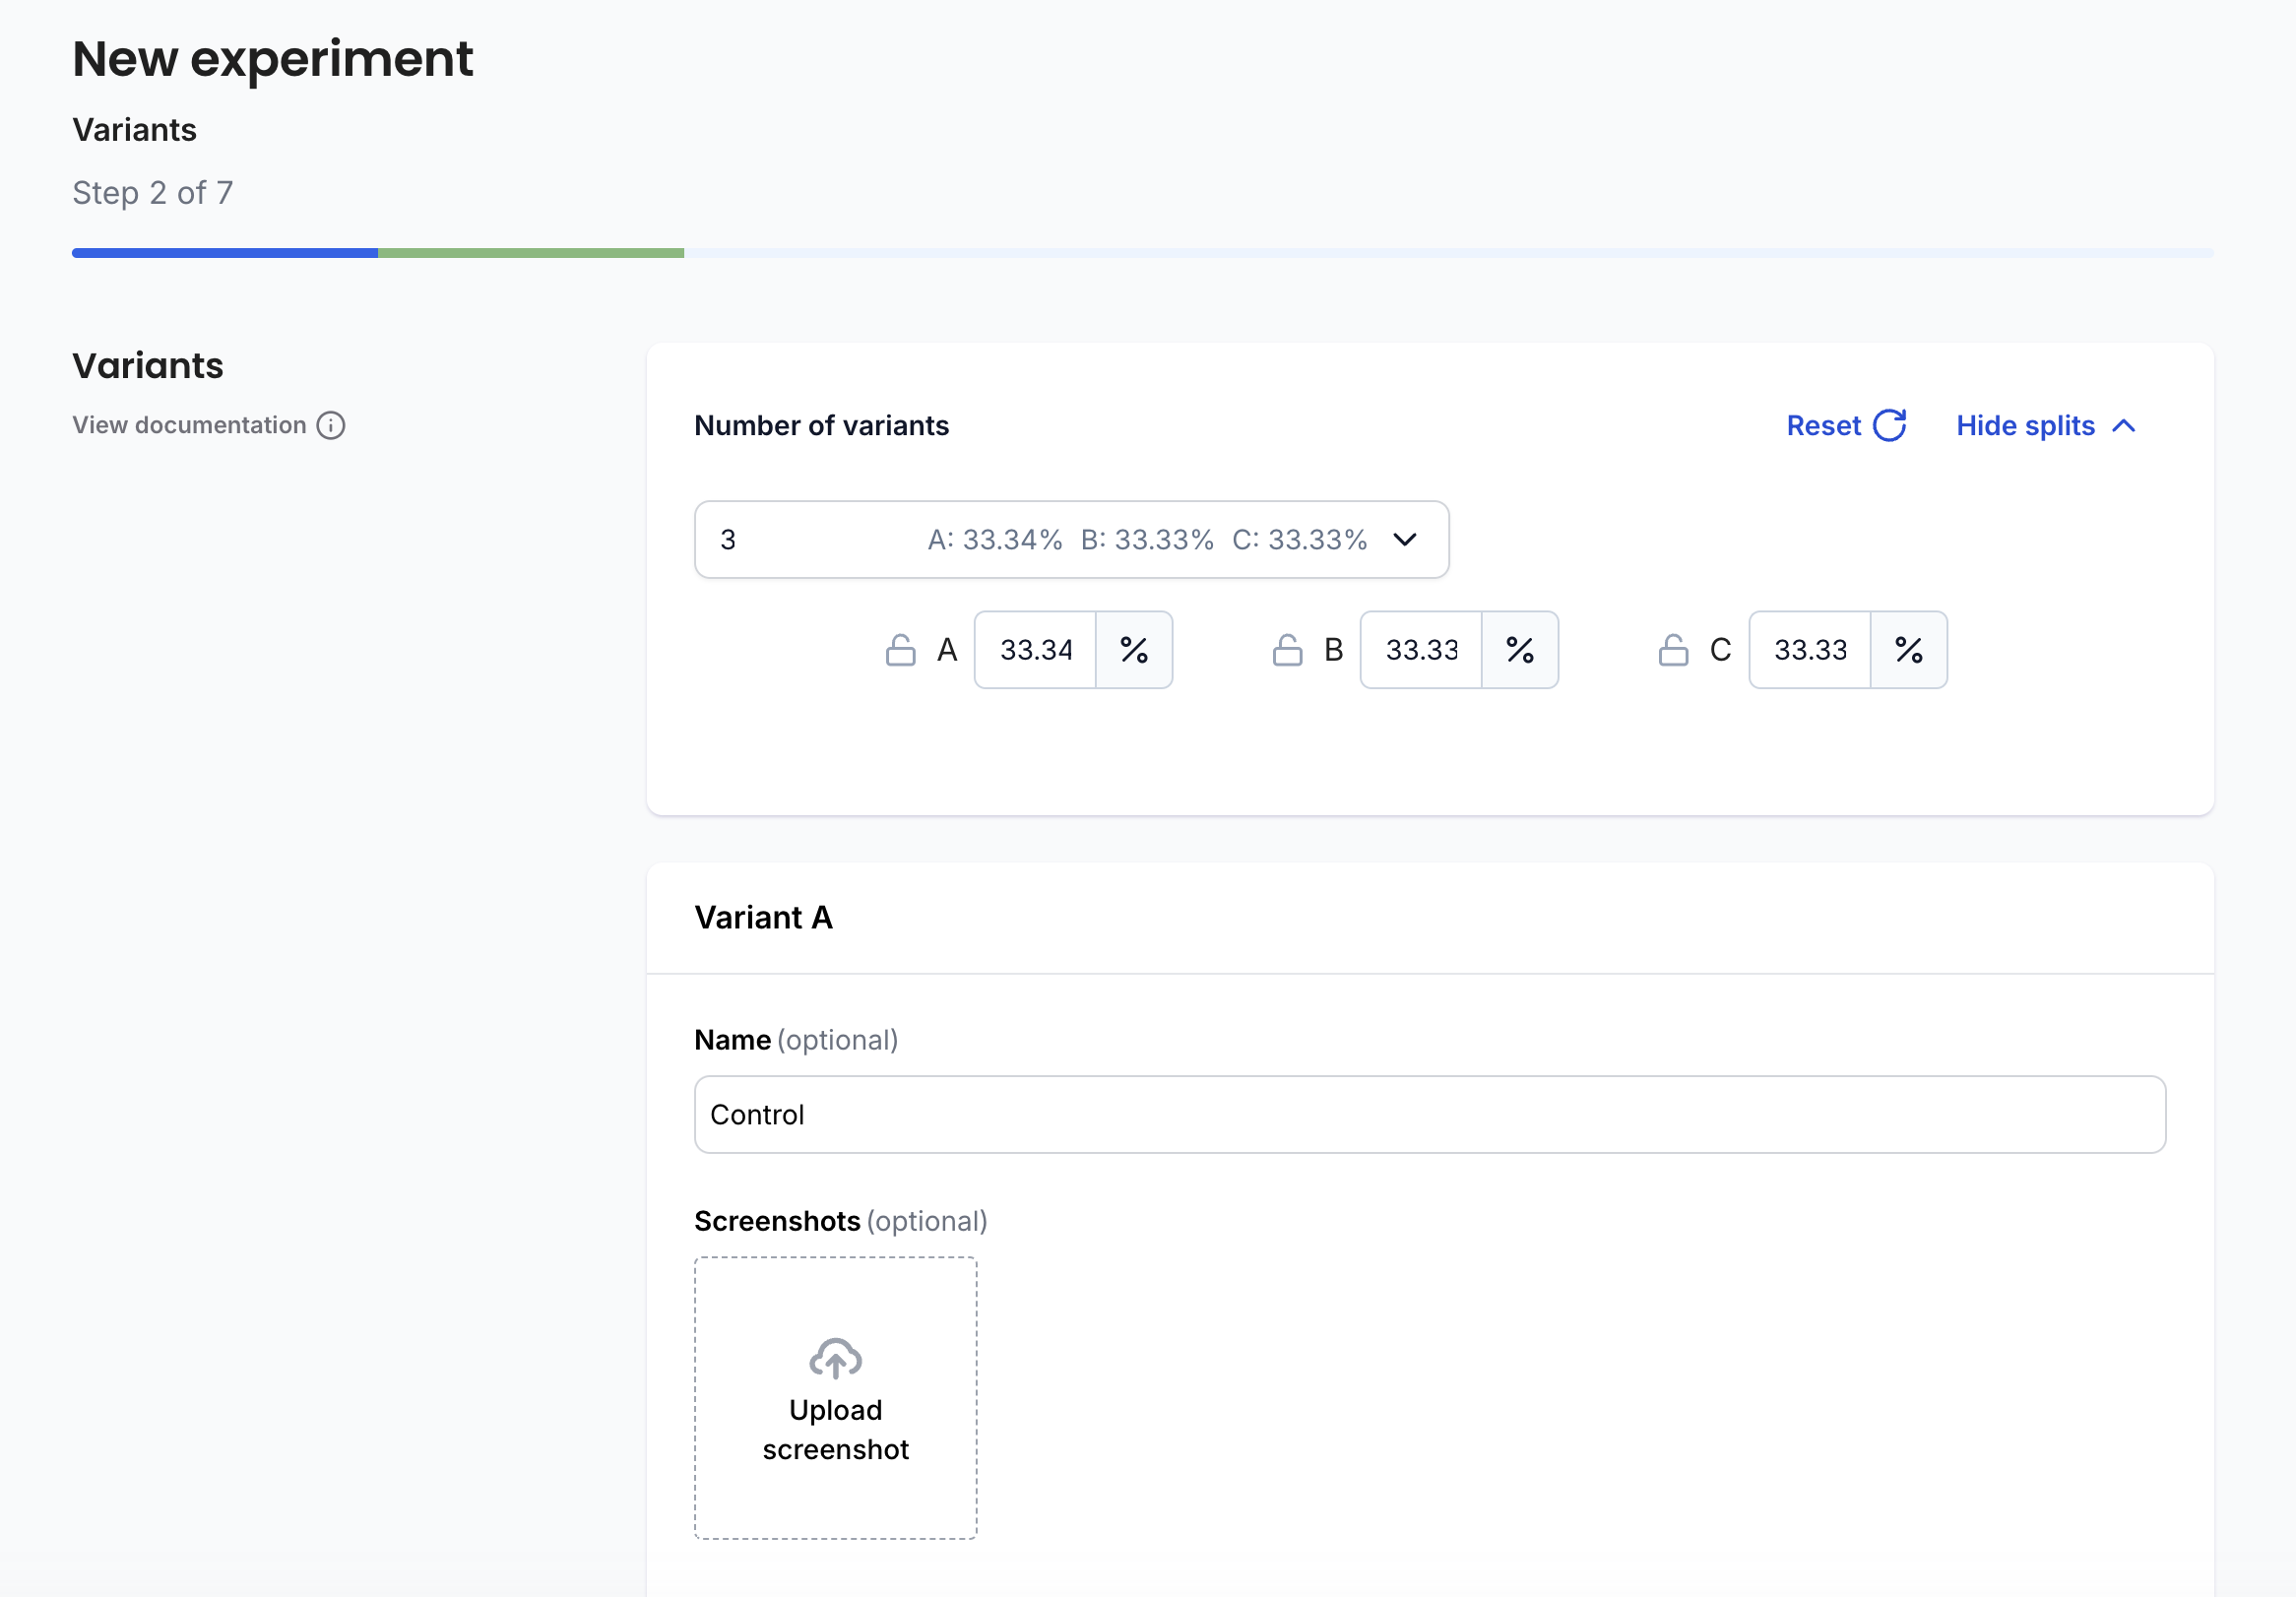 New experiment
Variants
Step 2 of 7
Variants
View documentation
Number of variants
Reset
Hide splits
3 A: 33.34% B: 33.33% C: 33.33%
A 33.34 % B 33.33 % C 33.33 %
Variant A
Name (optional)
Control
Screenshots (optional)
Upload
screenshot